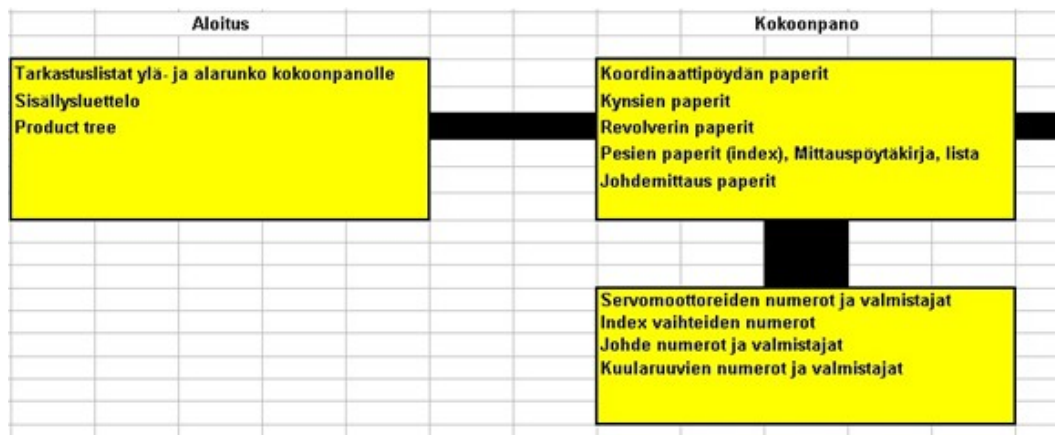 Aloitus
Tarkastuslistat ylä- ja alarunko kokoonpanolle
Sisällysluettelo
Product tree
Kokoonpano
Koordinaattipöydän paperit
Kynsien paperit
Revolverin paperit
Pesien paperit (index), Mittauspöytäkirja, lista
Johdemittaus paperit
Servomoottoreiden numerot ja valmistajat
Index vaihteiden numerot
Johde numerot ja valmistajat
Kuularuuvien numerot ja valmistajat